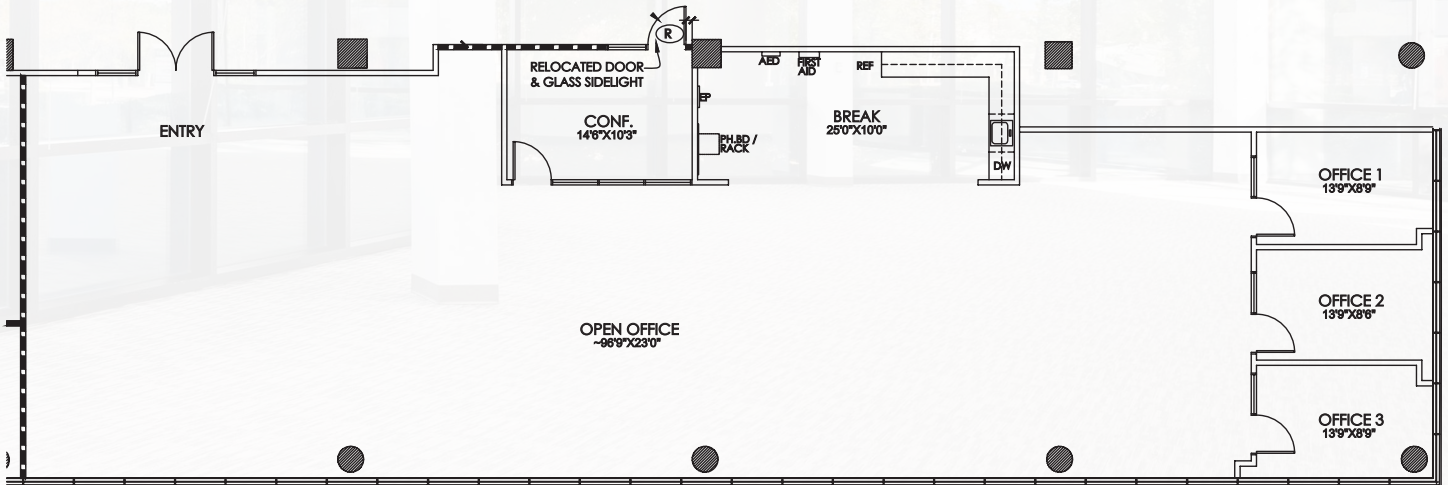 R
RELOCATED DOOR
& GLASS SIDELIGHT
CONF.
14'6"X10'3"
ENTRY
AED
FIRST
AID
REF
EP
BREAK
25'0"X10'0"
PH.BD /
RACK
DW
OFFICE 1
13'9"X8'9"
OFFICE 2
13'9"X8'6"
OPEN OFFICE
~96'9"X23'0"
OFFICE 3
13'9"X8'9"